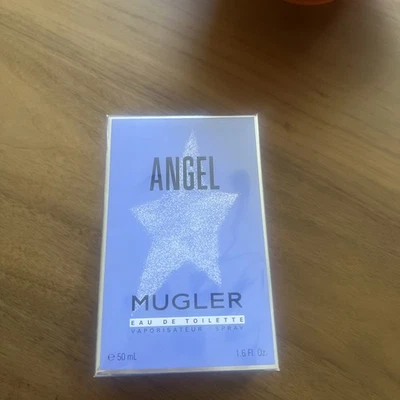 ANGEL
MUGLER
EAU DE TOILETTE
VAPORISATEUR - SPRAY
℮ 50 mL 1.6 Fl. Oz.